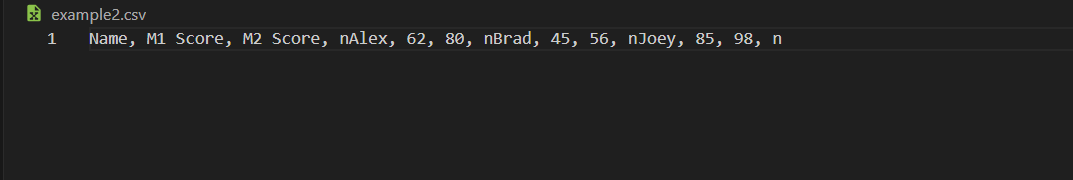 example2.csv
1 Name, M1 Score, M2 Score, nAlex, 62, 80, nBrad, 45, 56, nJoey, 85, 98, n